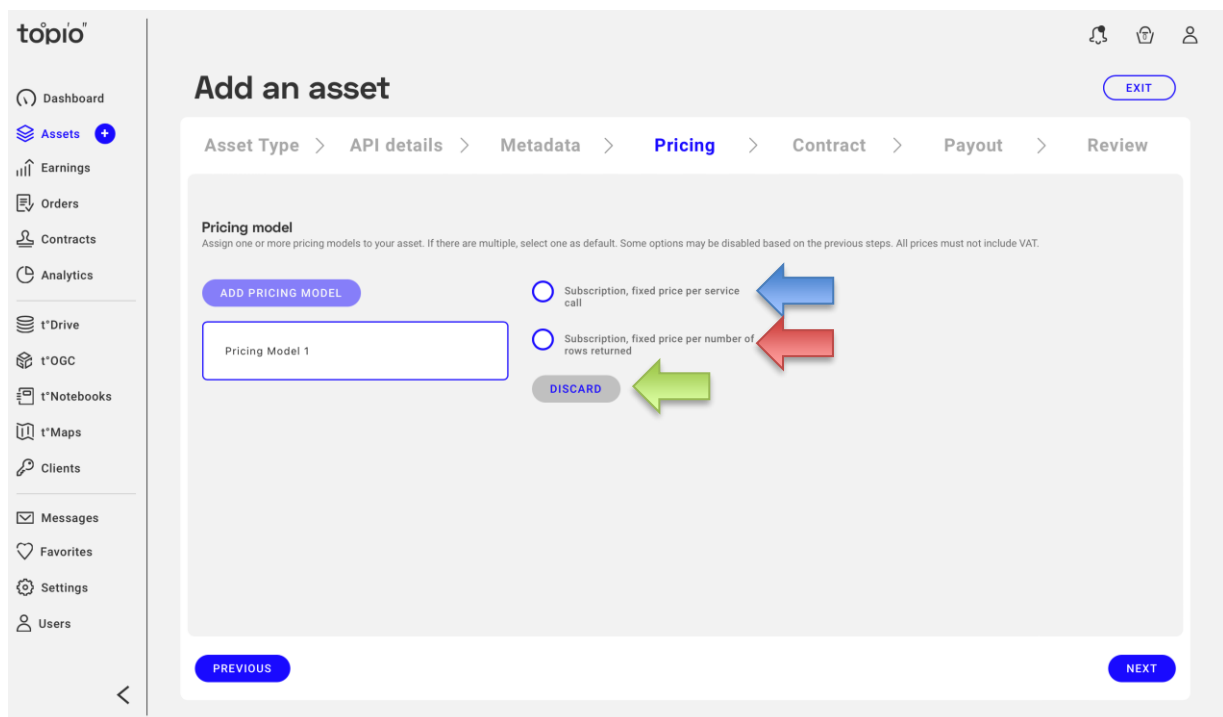 topio"
Dashboard
Assets +
Earnings
Orders
Contracts
Analytics
t"Drive
t"OGC
t"Notebooks
t"Maps
Clients
Messages
Favorites
Settings
Users
Add an asset
EXIT
Asset Type > API details > Metadata > Pricing > Contract > Payout > Review
Pricing model
Assign one or more pricing models to your asset. If there are multiple, select one as default. Some options may be disabled based on the previous steps. All prices must not include VAT.
ADD PRICING MODEL
Pricing Model 1
Subscription, fixed price per service
call
Subscription, fixed price per number of
rows returned
DISCARD
PREVIOUS
NEXT